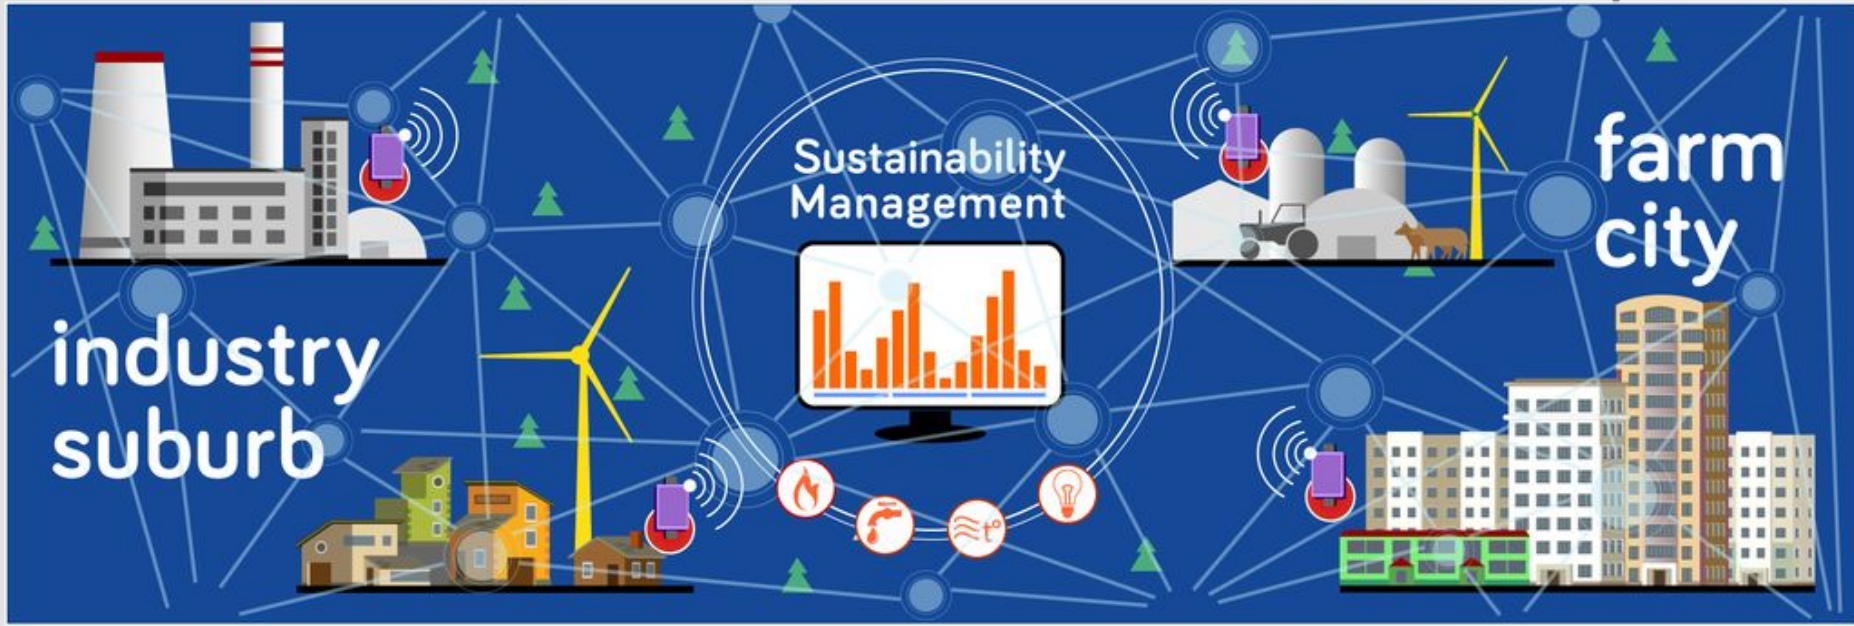 Sustainability
Management
farm
city
industry
suburb
t°